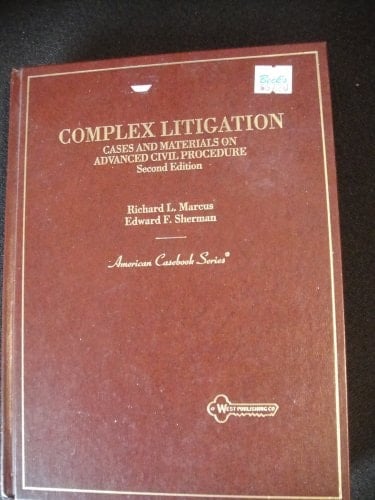 Book's
COMPLEX LITIGATION
CASES AND MATERIALS ON
ADVANCED CIVIL PROCEDURE
Second Edition
Richard L. Marcus
Edward F. Sherman
American Casebook Series®
WEST PUBLISHING CO